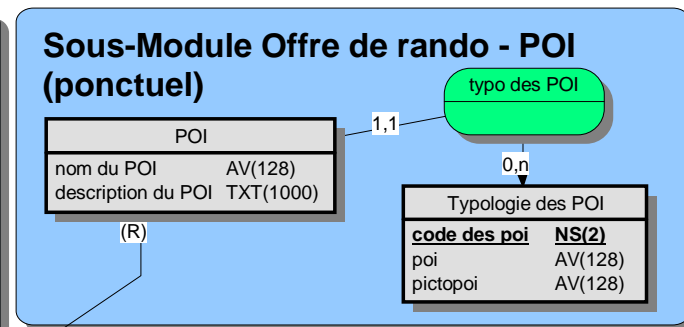 Sous-Module Offre de rando - POI
(ponctuel)
typo des POI
1,1
POI
nom du POI AV(128)
description du POI TXT(1000)
0,n
(R)
Typologie des POI
code des poi NS(2)
poi AV(128)
pictopoi AV(128)